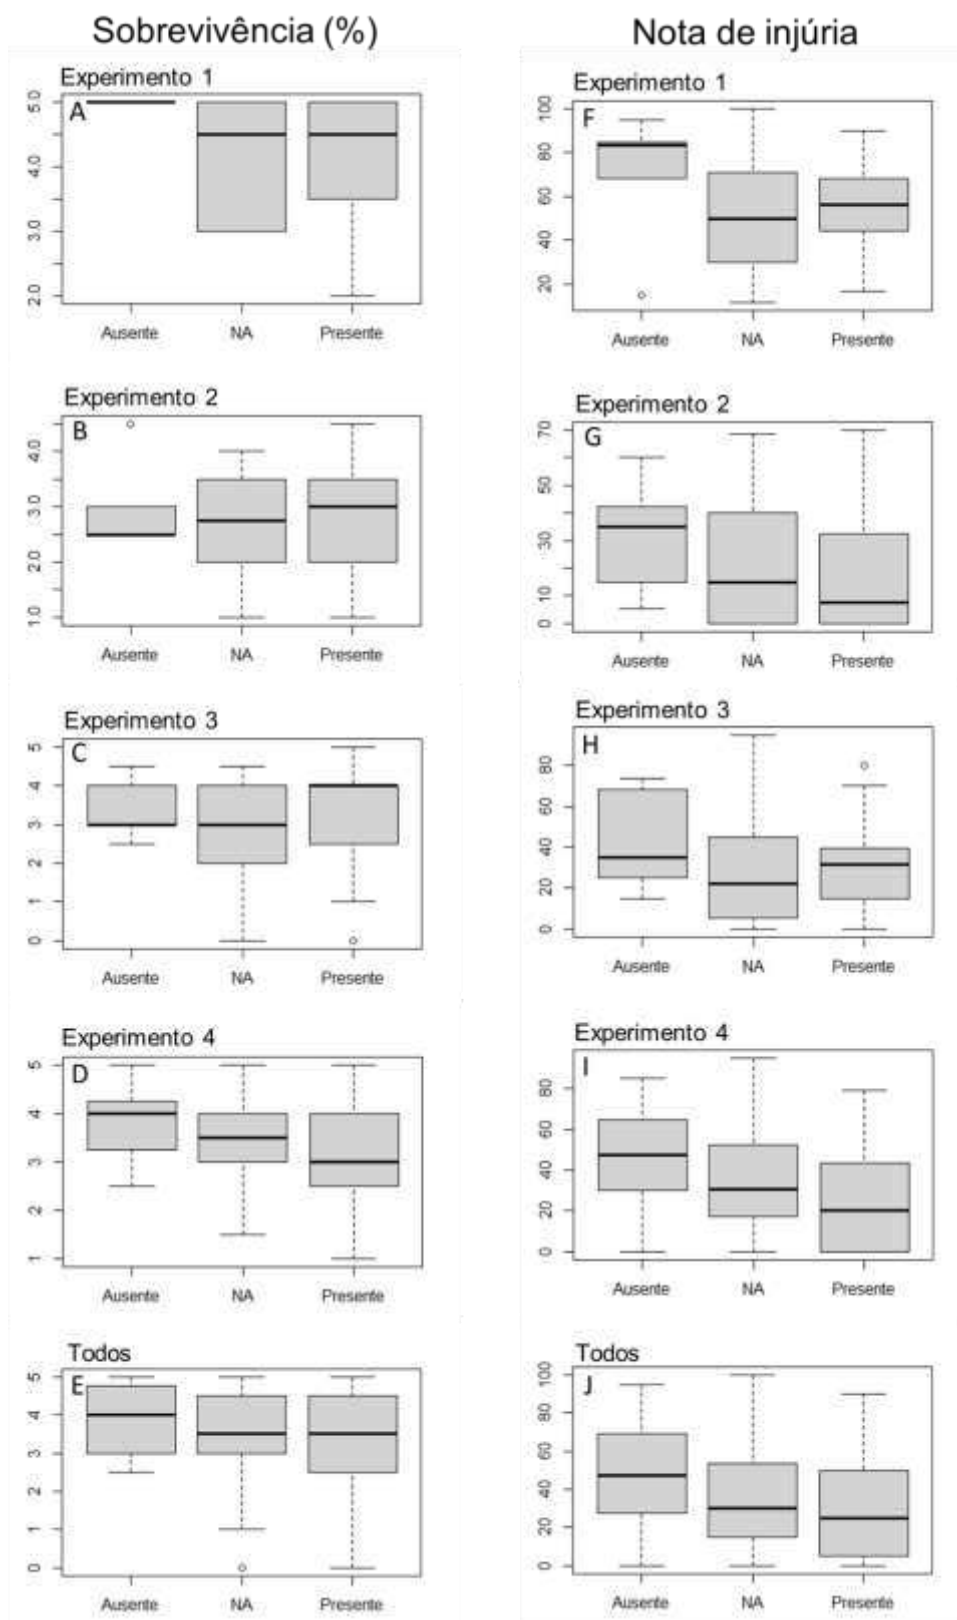 Sobrevivência (%)
Nota de injúria
Experimento 1
A
5.0
4.0
3.0
2.0
Ausente NA Presente
Experimento 1
F
100
80
60
40
20
Ausente NA Presente
Experimento 2
B
4.0
3.0
2.0
1.0
Ausente NA Presente
Experimento 2
G
70
50
30
10
0
Ausente NA Presente
Experimento 3
C
5
4
3
2
1
0
Ausente NA Presente
Experimento 3
H
80
60
40
20
0
Ausente NA Presente
Experimento 4
D
5
4
3
2
1
Ausente NA Presente
Experimento 4
I
80
60
40
20
0
Ausente NA Presente
Todos
E
5
4
3
2
1
0
Ausente NA Presente
Todos
J
100
80
60
40
20
0
Ausente NA Presente